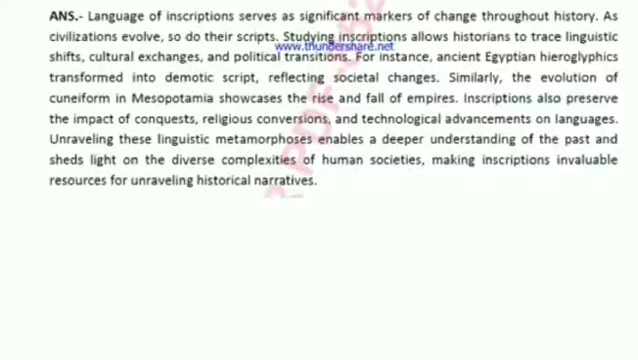 ANS.- Language of inscriptions serves as significant markers of change throughout history. As
civilizations evolve, so do their scripts. Studying inscriptions allows historians to trace linguistic
www.thundershare.net
shifts, cultural exchanges, and political transitions. For instance, ancient Egyptian hieroglyphics
transformed into demotic script, reflecting societal changes. Similarly, the evolution of
cuneiform in Mesopotamia showcases the rise and fall of empires. Inscriptions also preserve
the impact of conquests, religious conversions, and technological advancements on languages.
Unraveling these linguistic metamorphoses enables a deeper understanding of the past and
sheds light on the diverse complexities of human societies, making inscriptions invaluable
resources for unraveling historical narratives.